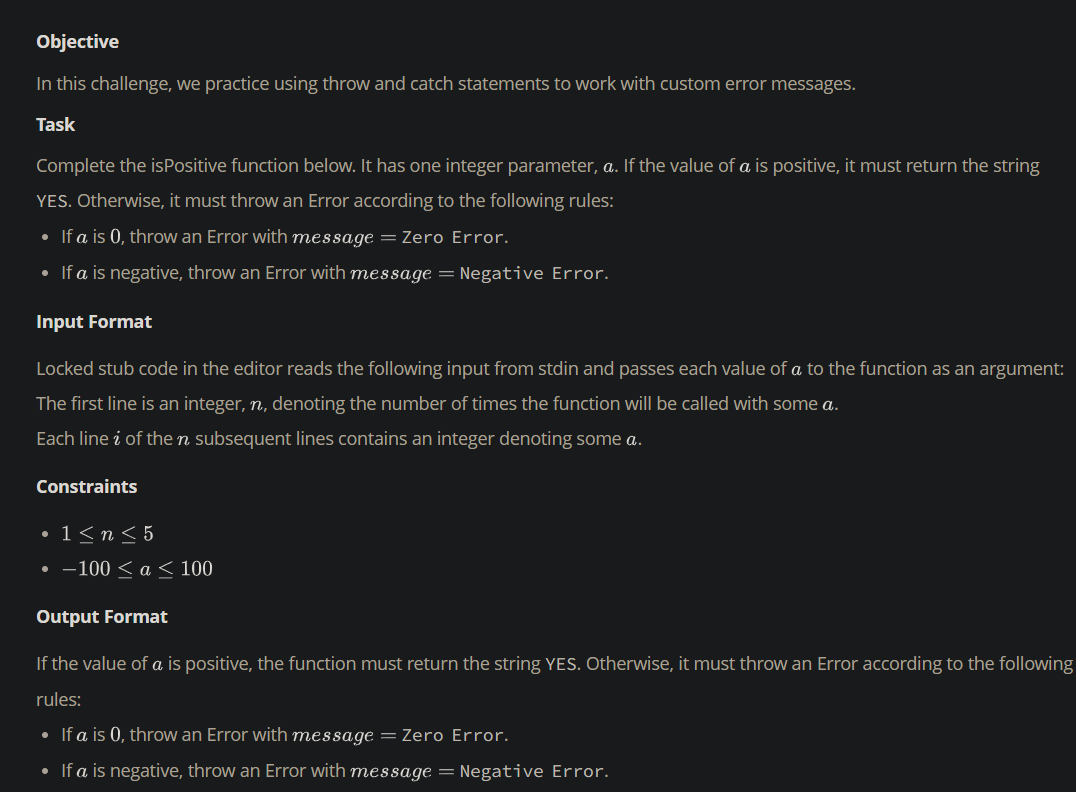 Objective
In this challenge, we practice using throw and catch statements to work with custom error messages.
Task
Complete the isPositive function below. It has one integer parameter, a. If the value of a is positive, it must return the string
YES. Otherwise, it must throw an Error according to the following rules:
• If a is 0, throw an Error with message = Zero Error.
• If a is negative, throw an Error with message = Negative Error.
Input Format
Locked stub code in the editor reads the following input from stdin and passes each value of a to the function as an argument:
The first line is an integer, n, denoting the number of times the function will be called with some a.
Each line i of the n subsequent lines contains an integer denoting some a.
Constraints
• 1 ≤ n ≤ 5
• −100 ≤ a ≤ 100
Output Format
If the value of a is positive, the function must return the string YES. Otherwise, it must throw an Error according to the following
rules:
• If a is 0, throw an Error with message = Zero Error.
• If a is negative, throw an Error with message = Negative Error.